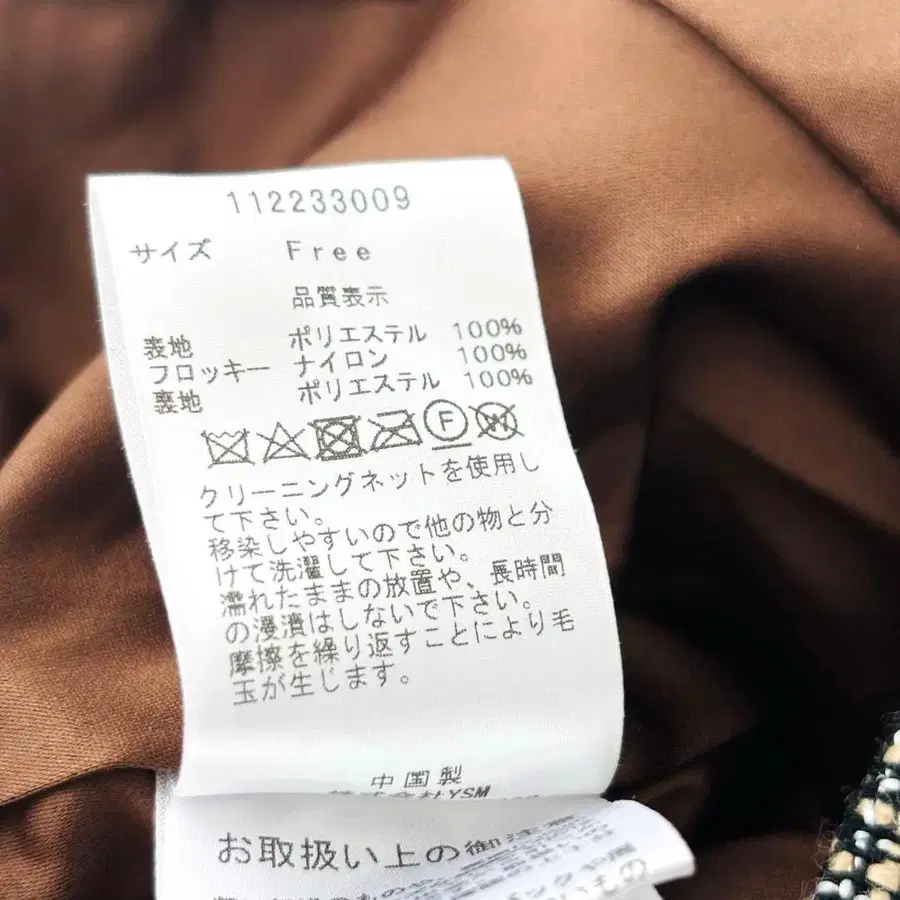 112233009
サイズ Free
品質表示
表地 ポリエステル 100%
フロッキー ナイロン 100%
裏地 ポリエステル 100%
F W
クリーニングネットを使用し
て下さい。
移染しやすいので他の物と分
けて洗濯して下さい。
濡れたままの放置や、長時間
の浸漬はしないで下さい。
摩擦を繰り返すことにより毛
玉が生じます。
中国製
YSM
お取扱い上の御注意